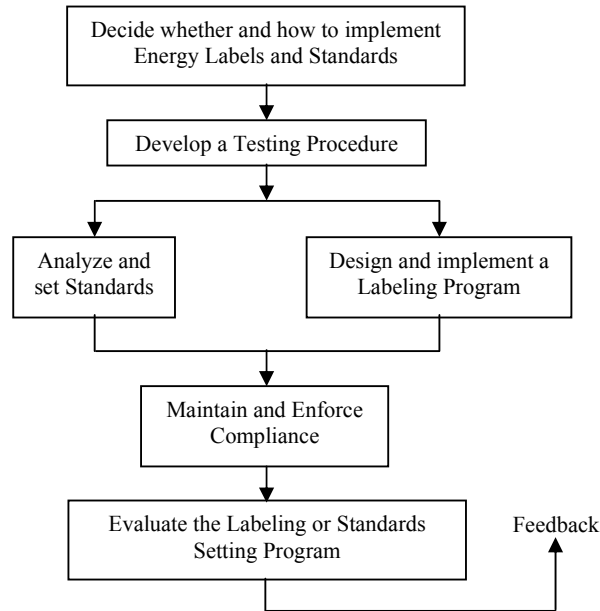 Decide whether and how to implement
Energy Labels and Standards
Develop a Testing Procedure
Analyze and
set Standards
Design and implement a
Labeling Program
Maintain and Enforce
Compliance
Evaluate the Labeling or Standards
Setting Program
Feedback